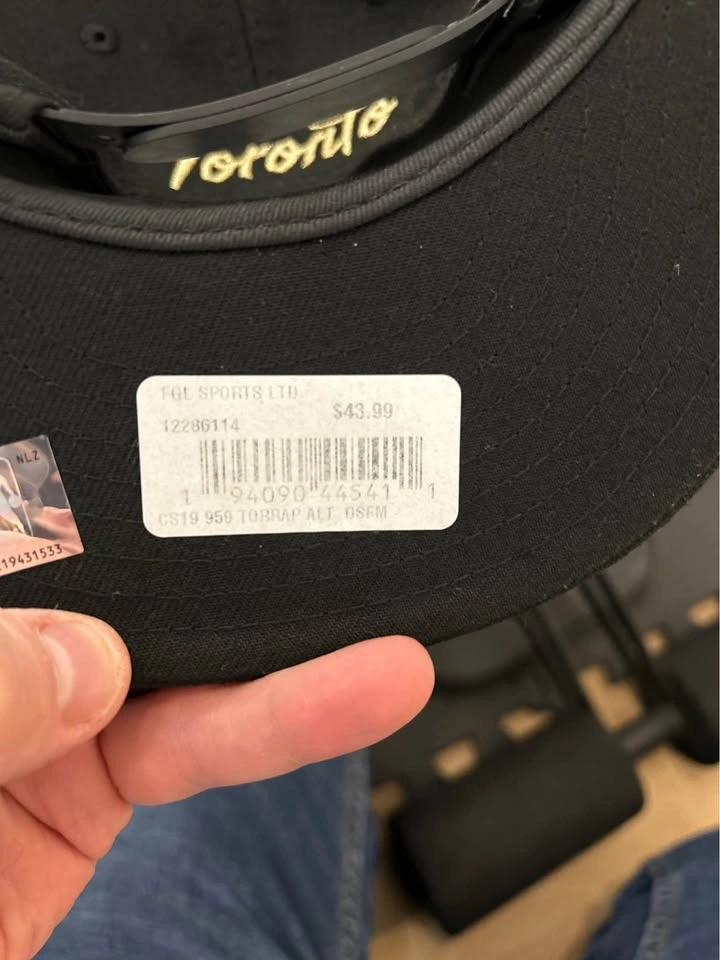 Toronto
FGL SPORTS LTD
$43.99
12286114
1 94090 44541 1
CS19 950 TORRAP ALT OSFM
NLZ
19431533